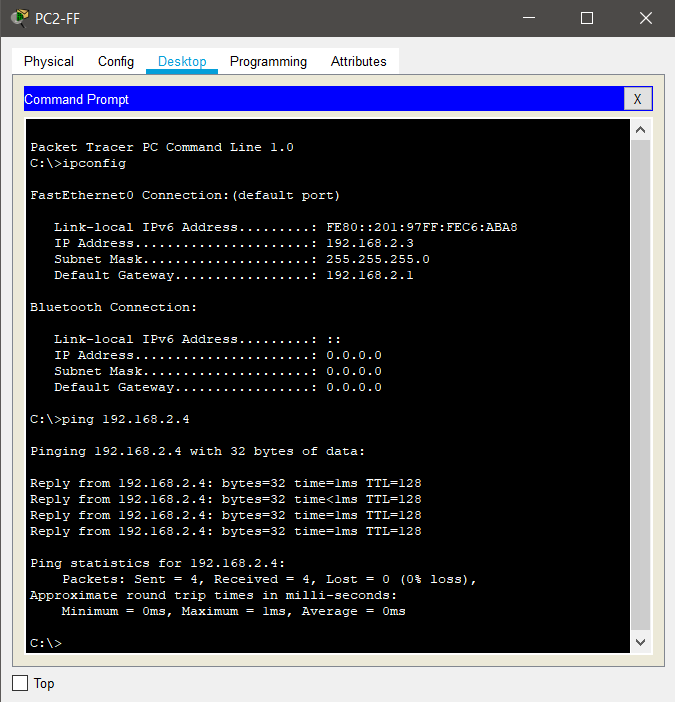 PC2-FF
Physical Config Desktop Programming Attributes
Command Prompt X
Packet Tracer PC Command Line 1.0
C:\>ipconfig
FastEthernet0 Connection:(default port)
Link-local IPv6 Address.........: FE80::201:97FF:FEC6:ABA8
IP Address......................: 192.168.2.3
Subnet Mask.....................: 255.255.255.0
Default Gateway.................: 192.168.2.1
Bluetooth Connection:
Link-local IPv6 Address.........: ::
IP Address......................: 0.0.0.0
Subnet Mask.....................: 0.0.0.0
Default Gateway.................: 0.0.0.0
C:\>ping 192.168.2.4
Pinging 192.168.2.4 with 32 bytes of data:
Reply from 192.168.2.4: bytes=32 time=1ms TTL=128
Reply from 192.168.2.4: bytes=32 time<1ms TTL=128
Reply from 192.168.2.4: bytes=32 time=1ms TTL=128
Reply from 192.168.2.4: bytes=32 time=1ms TTL=128
Ping statistics for 192.168.2.4:
Packets: Sent = 4, Received = 4, Lost = 0 (0% loss),
Approximate round trip times in milli-seconds:
Minimum = 0ms, Maximum = 1ms, Average = 0ms
C:\>
Top